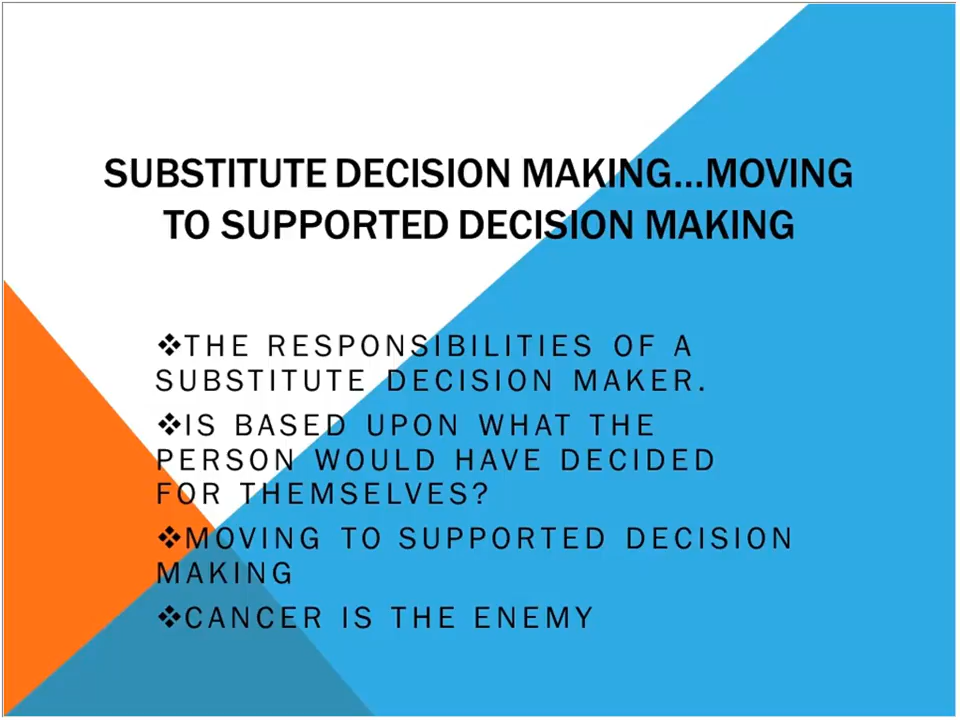 SUBSTITUTE DECISION MAKING...MOVING
TO SUPPORTED DECISION MAKING
❖THE RESPONSIBILITIES OF A
SUBSTITUTE DECISION MAKER.
❖IS BASED UPON WHAT THE
PERSON WOULD HAVE DECIDED
FOR THEMSELVES?
❖MOVING TO SUPPORTED DECISION
MAKING
❖CANCER IS THE ENEMY